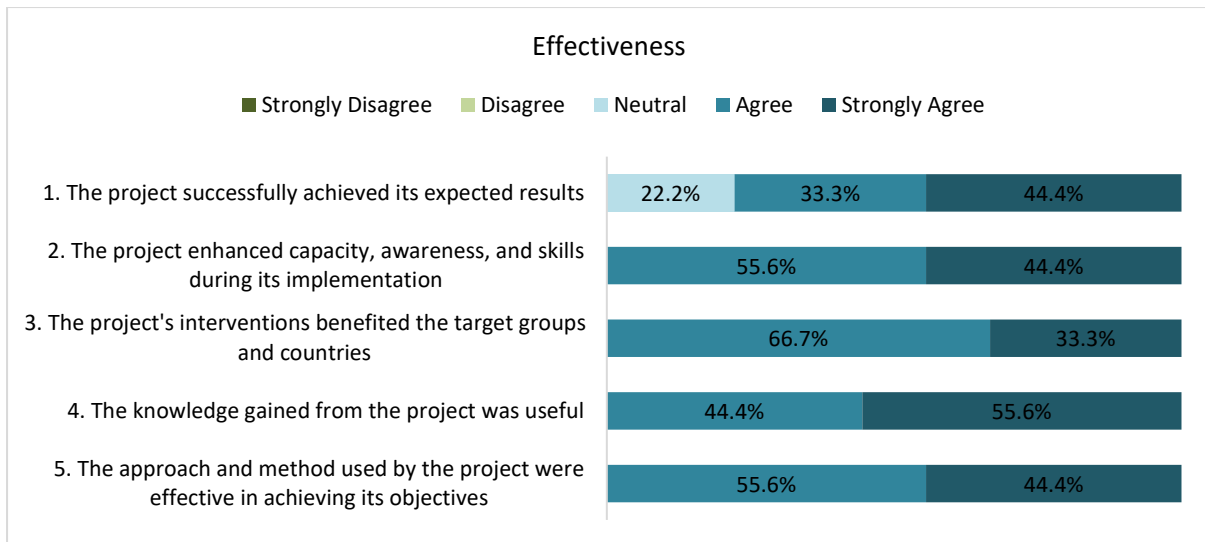 Effectiveness
Strongly Disagree Disagree Neutral Agree Strongly Agree
1. The project successfully achieved its expected results 22.2% 33.3% 44.4%
2. The project enhanced capacity, awareness, and skills
during its implementation 55.6% 44.4%
3. The project's interventions benefited the target groups
and countries 66.7% 33.3%
4. The knowledge gained from the project was useful 44.4% 55.6%
5. The approach and method used by the project were
effective in achieving its objectives 55.6% 44.4%